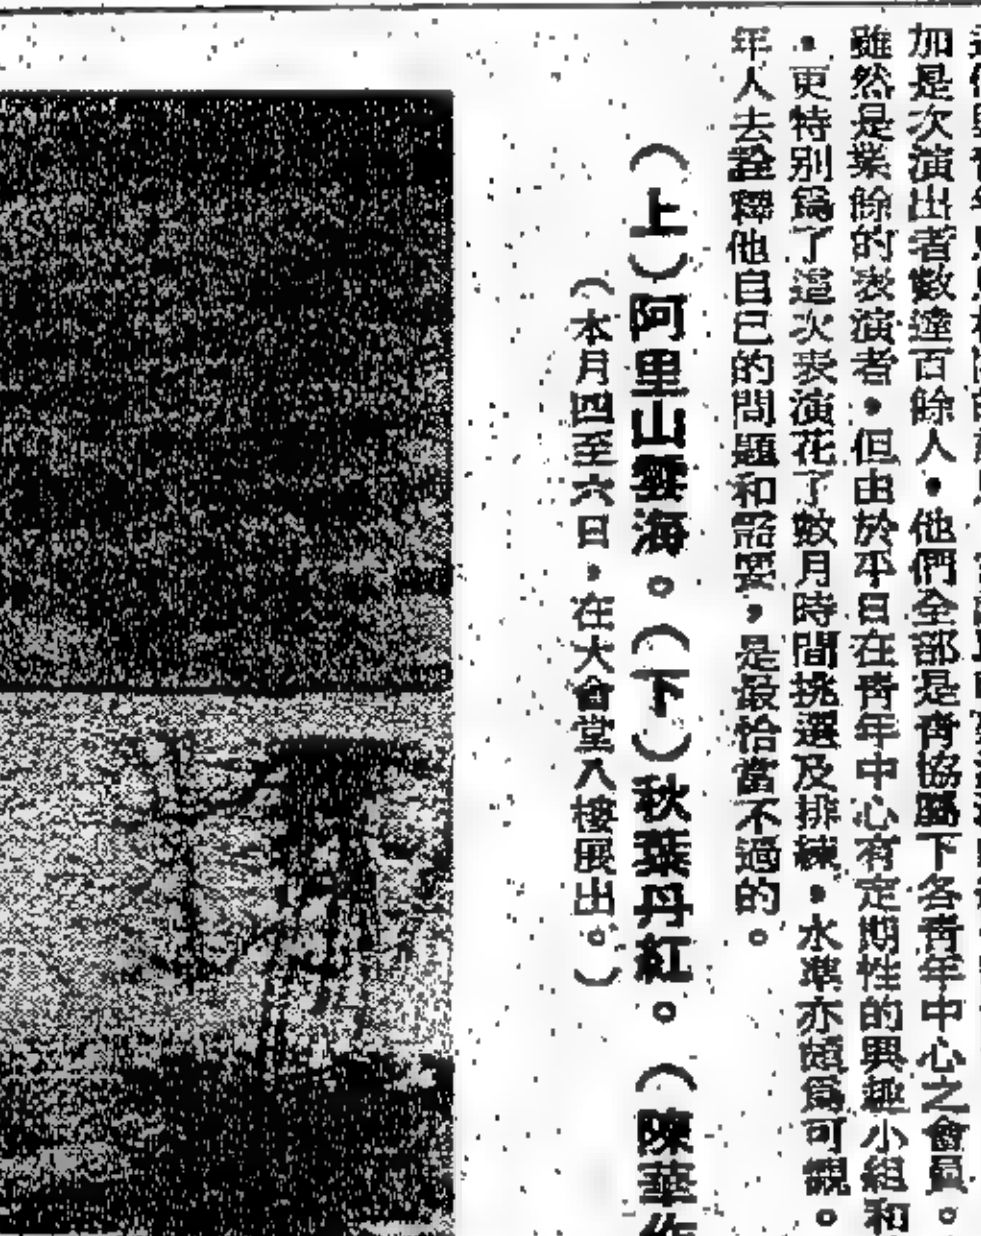 加是次演出者數達百餘人，他們全部是青協屬下各青年中心之會員。
雖然是業餘的表演者，但由於平日在青年中心有定期性的興趣小組和
，更特別爲了這次表演花了數月時間挑選及排練，水準亦頗爲可觀。
年人去詮釋他自已的問題和需要，是最恰當不過的。
（上）阿里山雲海。（下）秋葉丹紅。（陳華作
（本月四至六日，在大會堂八樓展出。）